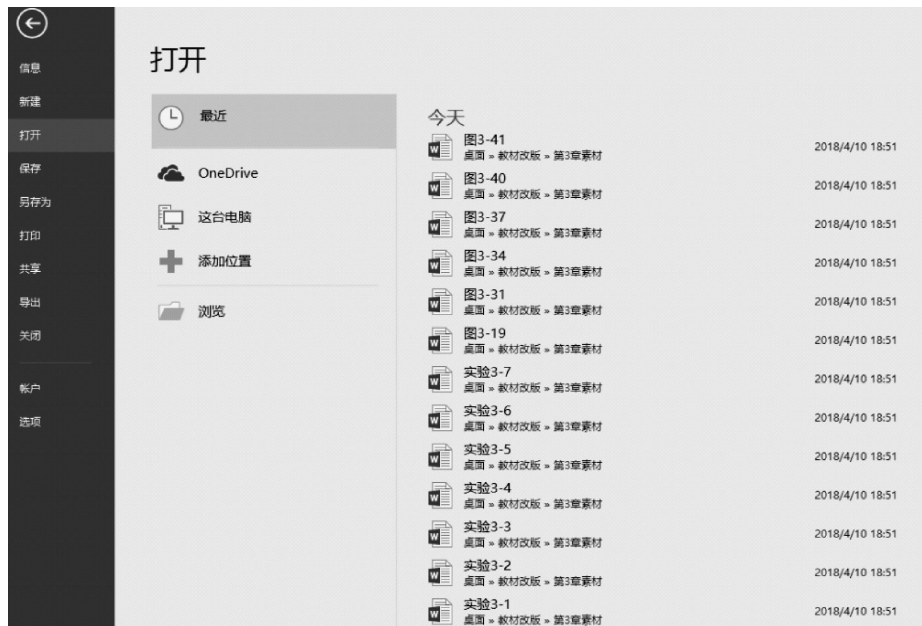 信息
新建
打开
保存
另存为
打印
共享
导出
关闭
帐户
选项
打开
最近
OneDrive
这台电脑
添加位置
浏览
今天
图3-41
桌面 » 教材改版 » 第3章素材
2018/4/10 18:51
图3-40
桌面 » 教材改版 » 第3章素材
2018/4/10 18:51
图3-37
桌面 » 教材改版 » 第3章素材
2018/4/10 18:51
图3-34
桌面 » 教材改版 » 第3章素材
2018/4/10 18:51
图3-31
桌面 » 教材改版 » 第3章素材
2018/4/10 18:51
图3-19
桌面 » 教材改版 » 第3章素材
2018/4/10 18:51
实验3-7
桌面 » 教材改版 » 第3章素材
2018/4/10 18:51
实验3-6
桌面 » 教材改版 » 第3章素材
2018/4/10 18:51
实验3-5
桌面 » 教材改版 » 第3章素材
2018/4/10 18:51
实验3-4
桌面 » 教材改版 » 第3章素材
2018/4/10 18:51
实验3-3
桌面 » 教材改版 » 第3章素材
2018/4/10 18:51
实验3-2
桌面 » 教材改版 » 第3章素材
2018/4/10 18:51
实验3-1
桌面 » 教材改版 » 第3章素材
2018/4/10 18:51